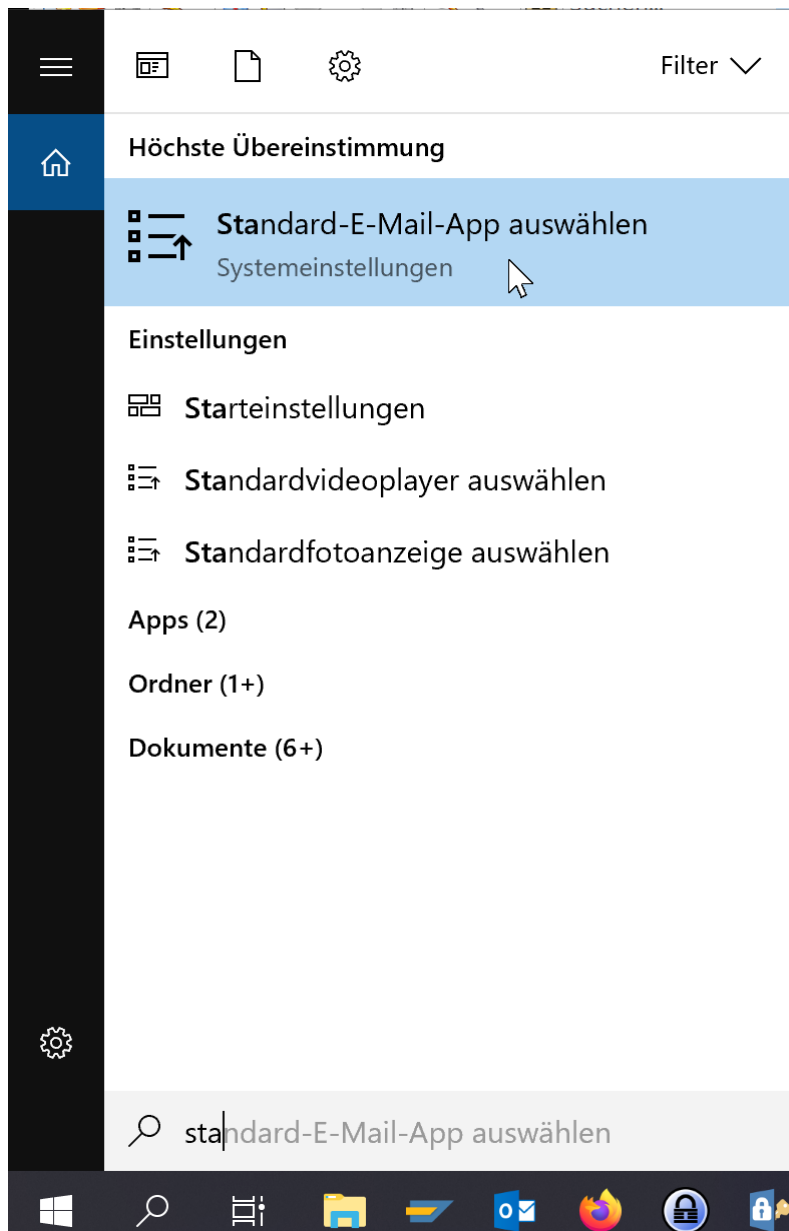 Filter
Höchste Übereinstimmung
Standard-E-Mail-App auswählen
Systemeinstellungen
Einstellungen
Starteinstellungen
Standardvideoplayer auswählen
Standardfotoanzeige auswählen
Apps (2)
Ordner (1+)
Dokumente (6+)
standard-E-Mail-App auswählen